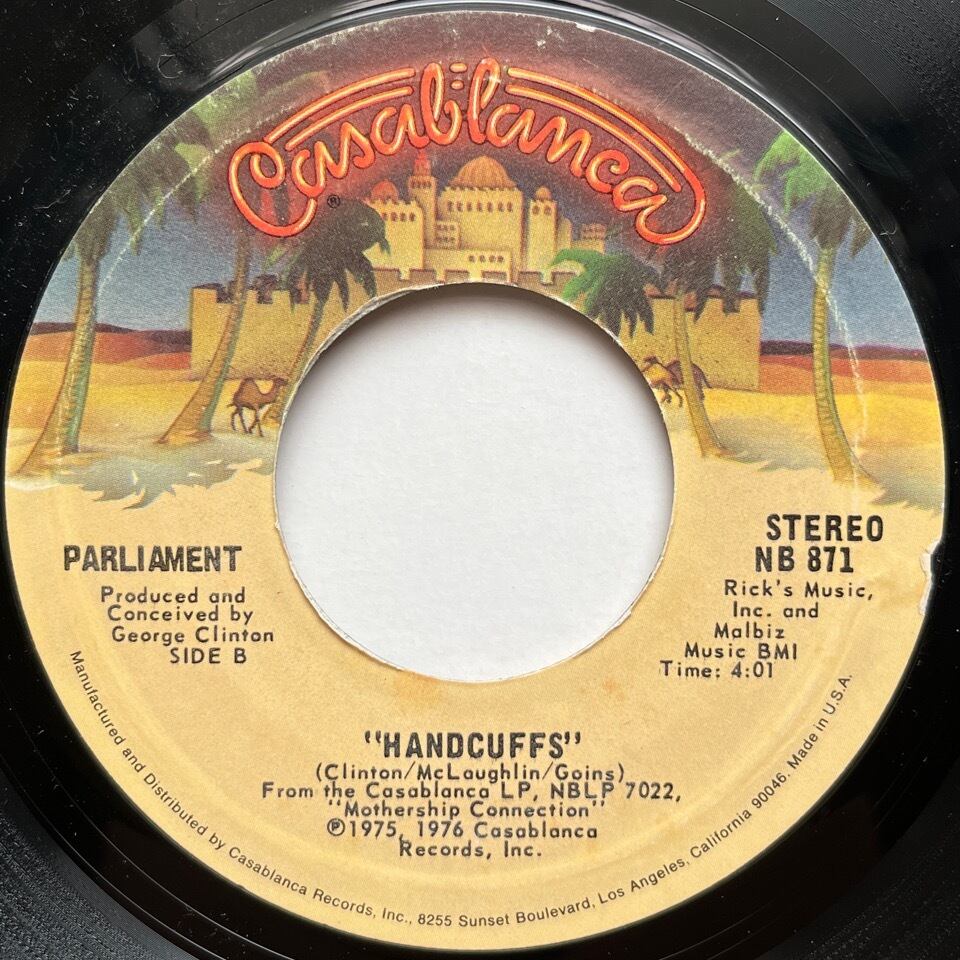 Casablanca
®
PARLIAMENT
Produced and
Conceived by
George Clinton
SIDE B
STEREO
NB 871
Rick's Music,
Inc. and
Malbiz
Music BMI
Time: 4:01
"HANDCUFFS"
(Clinton/McLaughlin/Goins)
From the Casablanca LP, NBLP 7022,
"Mothership Connection"
℗1975, 1976 Casablanca
Records, Inc.
Manufactured and Distributed by Casablanca Records, Inc., 8255 Sunset Boulevard, Los Angeles, California 90046. Made in U.S.A.